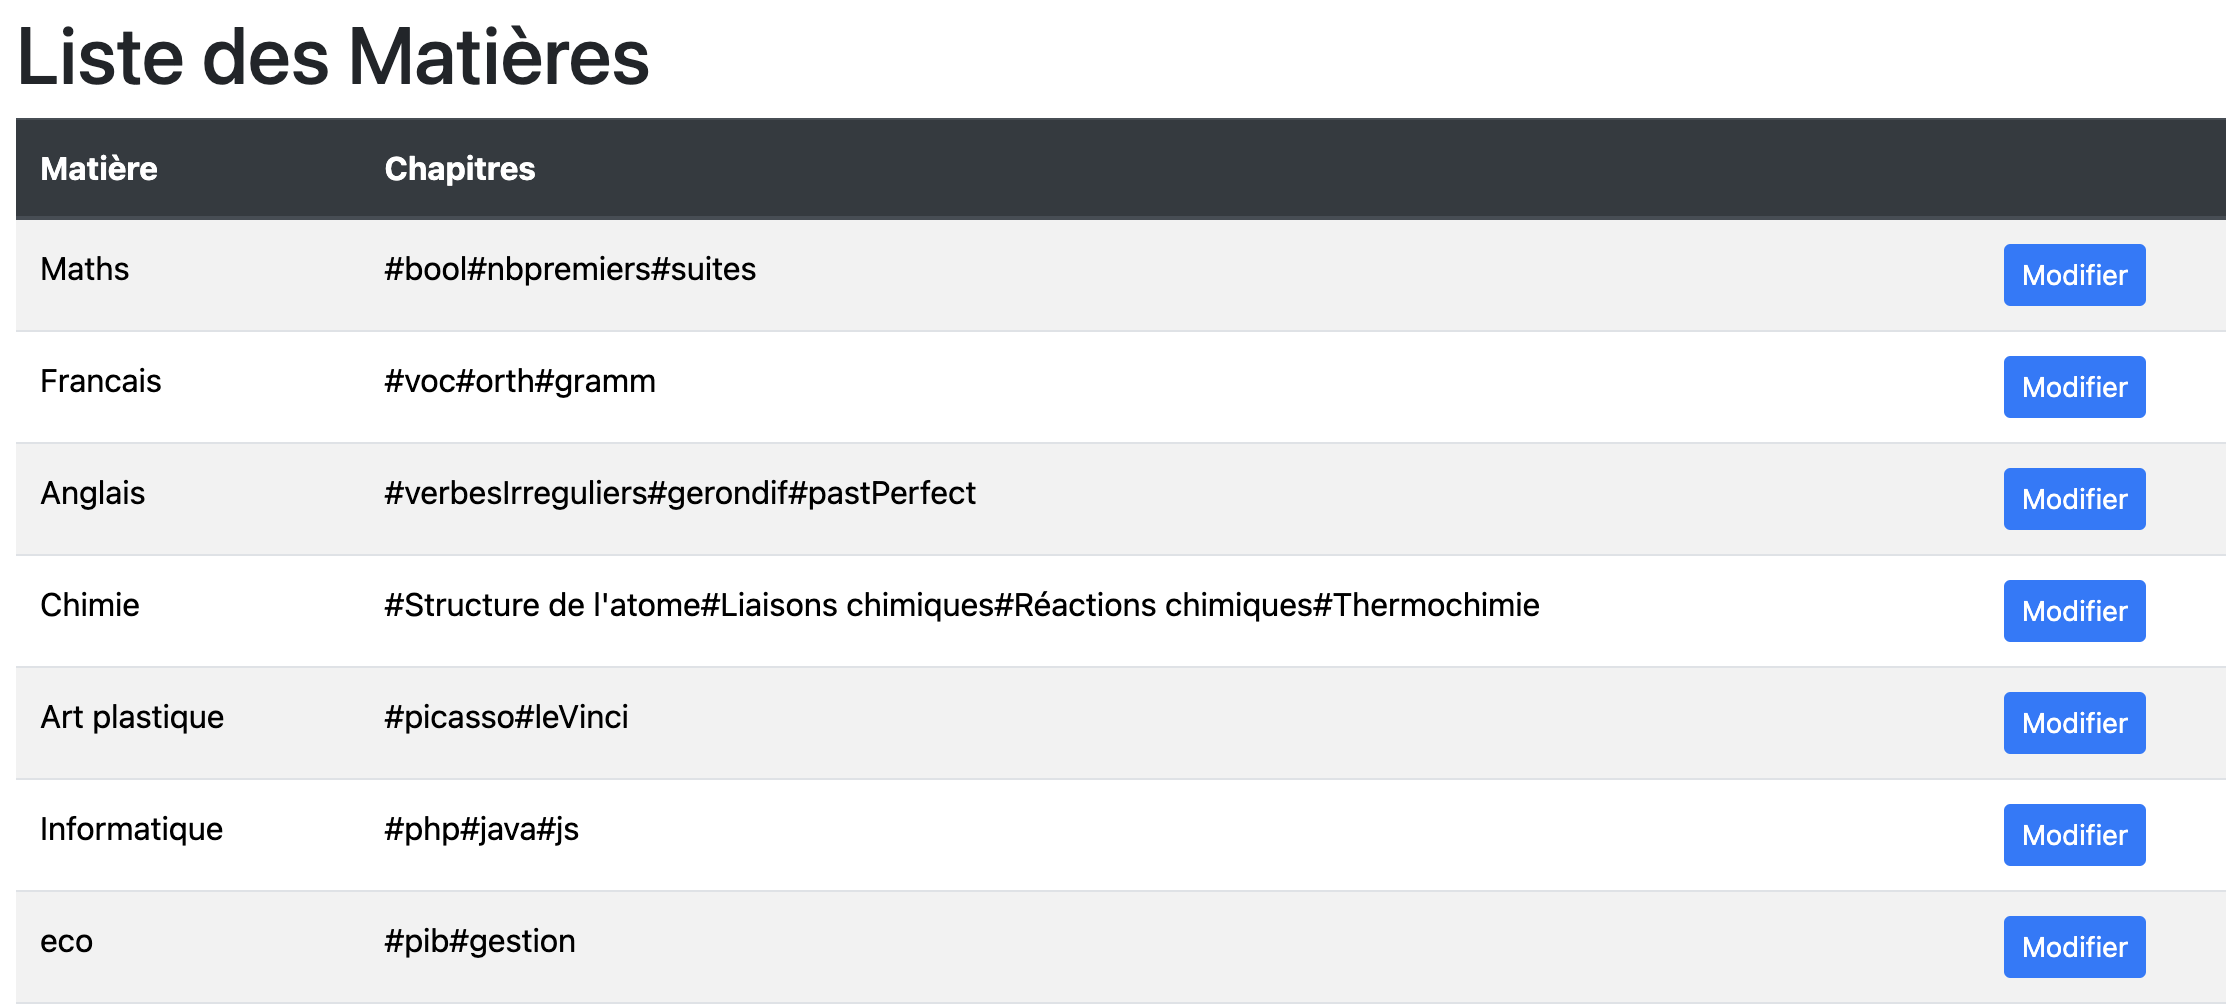 Liste des Matières
Matière Chapitres
Maths #bool#nbpremiers#suites Modifier
Francais #voc#orth#gramm Modifier
Anglais #verbesIrreguliers#gerondif#pastPerfect Modifier
Chimie #Structure de l'atome#Liaisons chimiques#Réactions chimiques#Thermochimie Modifier
Art plastique #picasso#leVinci Modifier
Informatique #php#java#js Modifier
eco #pib#gestion Modifier